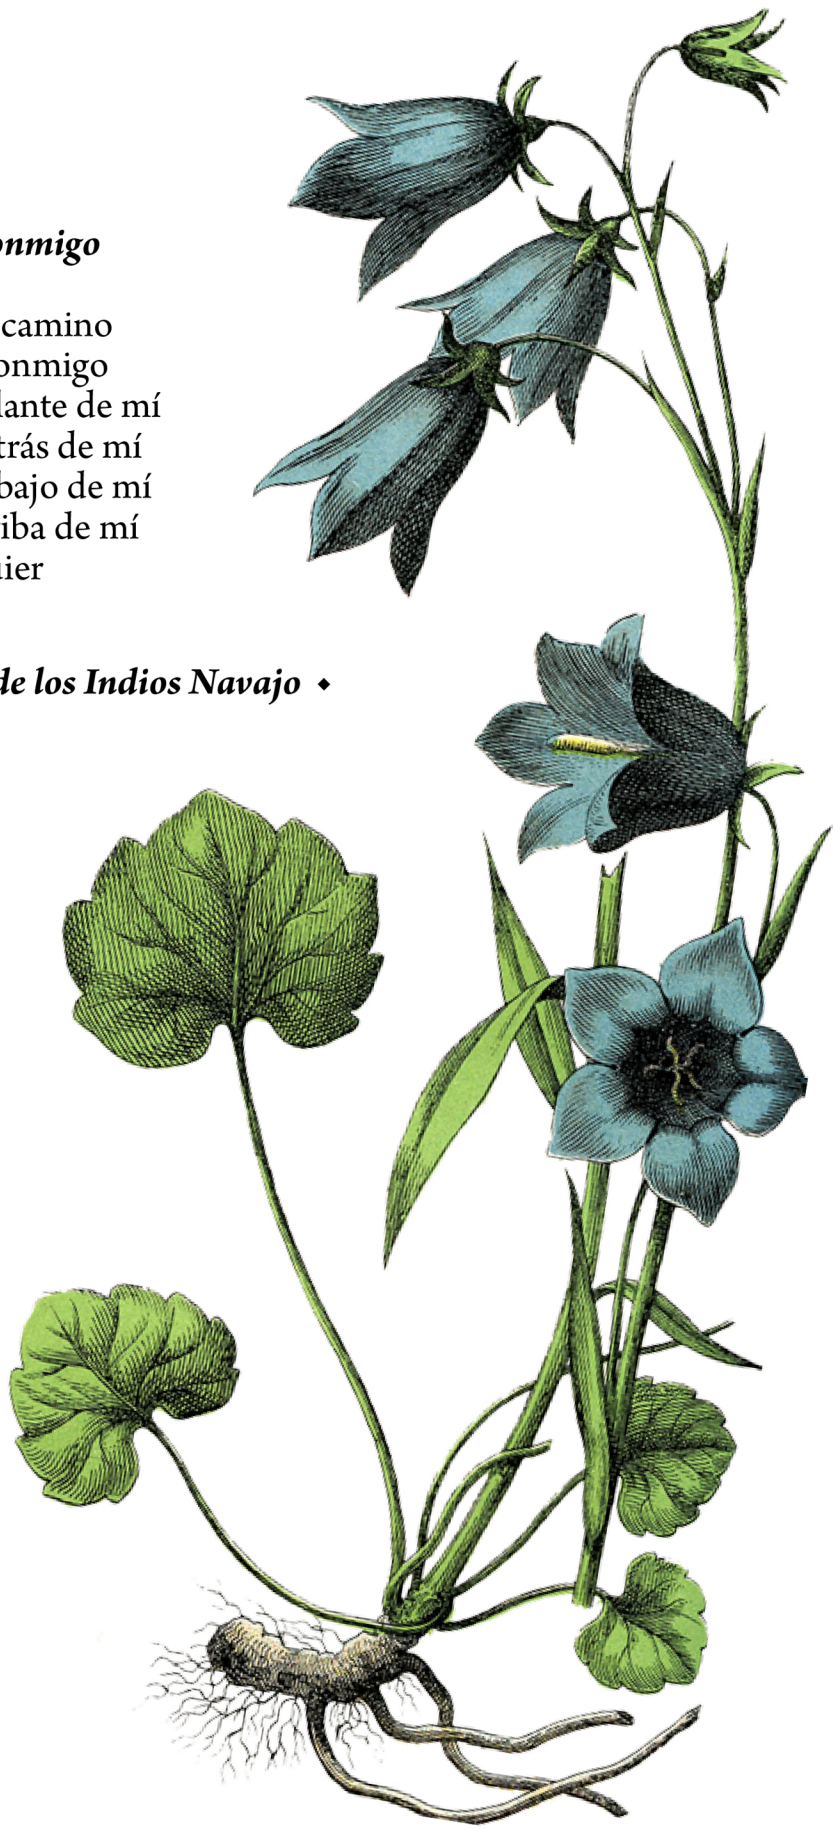 onmigo
camino
onmigo
lante de mí
trás de mí
bajo de mí
iba de mí
ier
de los Indios Navajo ◆